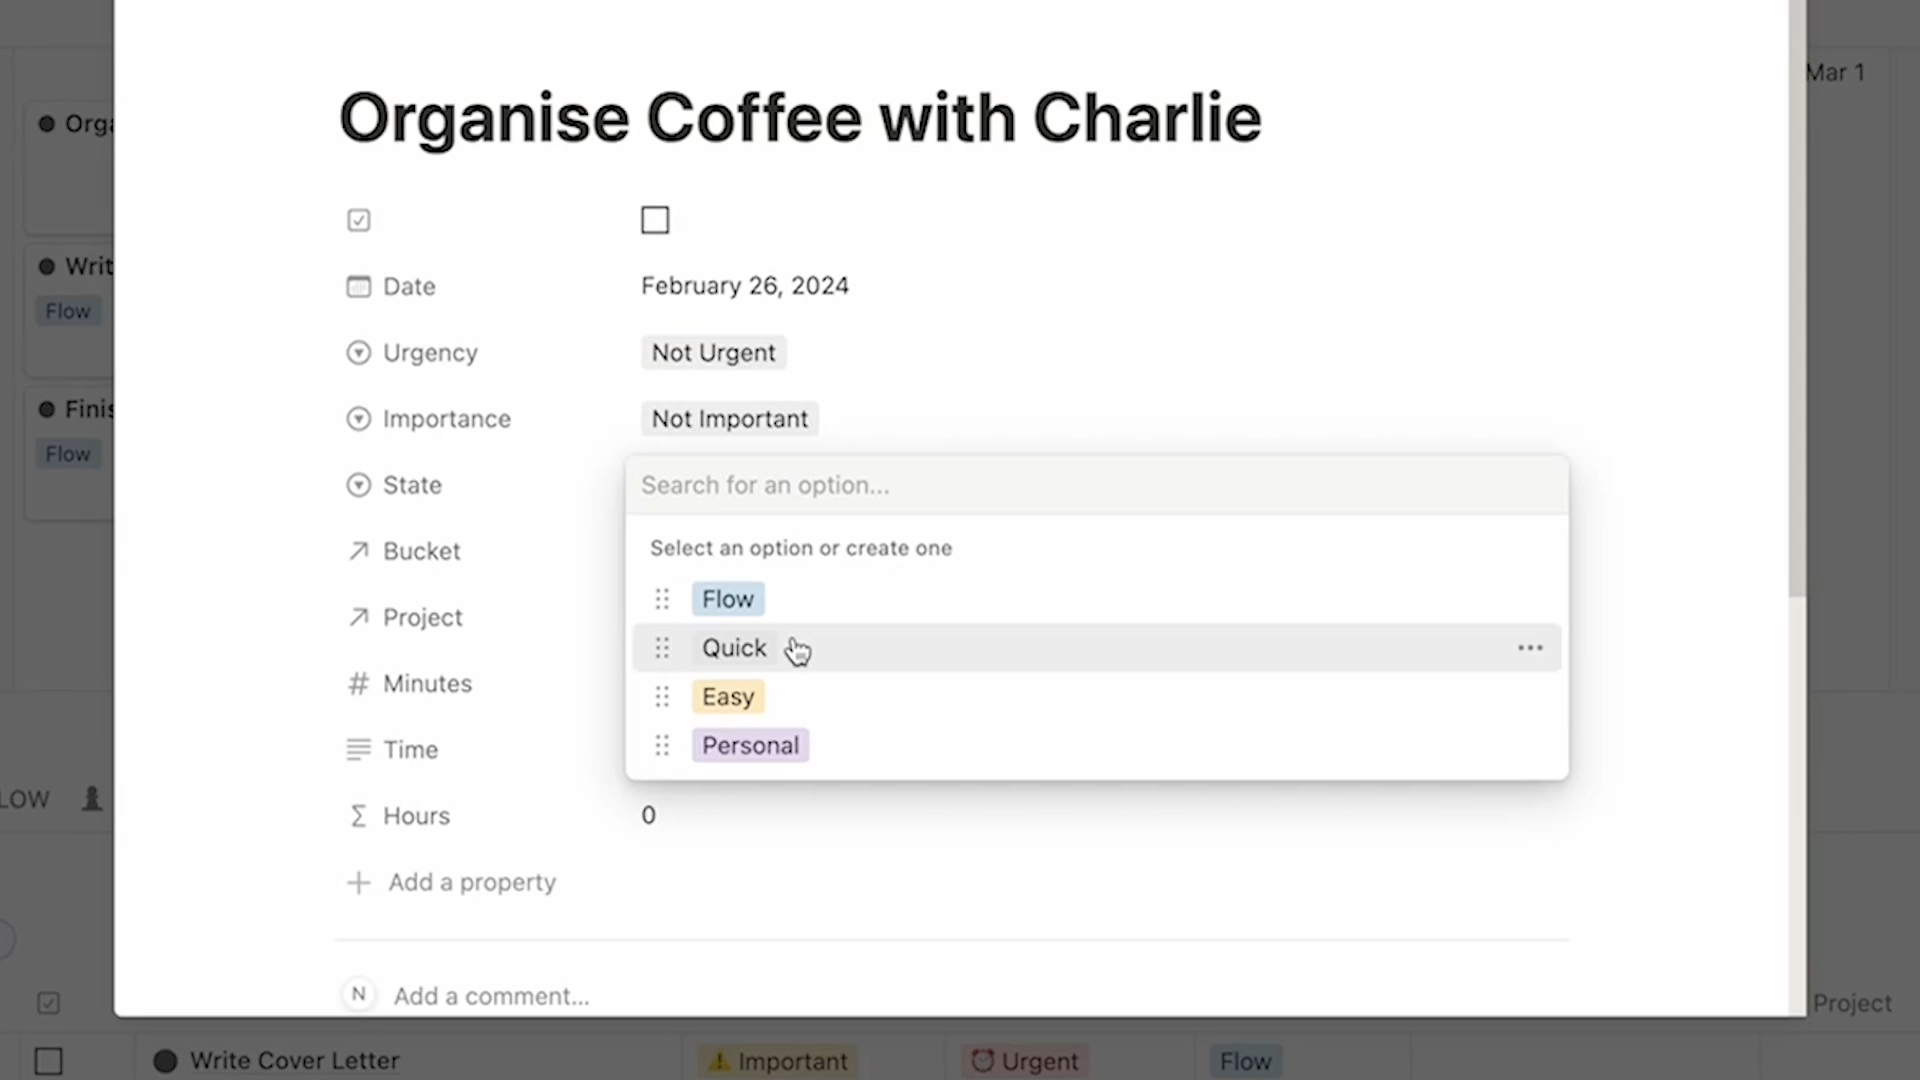 Mar 1
Orga
Organise Coffee with Charlie
Writ
Flow
Finis
Flow
Date
February 26, 2024
Urgency
Not Urgent
Importance
Not Important
State
Search for an option...
Select an option or create one
Flow
Quick
Easy
Personal
Bucket
Project
Minutes
Time
Hours
0
LOW
Add a property
N
Add a comment...
Project
Write Cover Letter
Important
Urgent
Flow